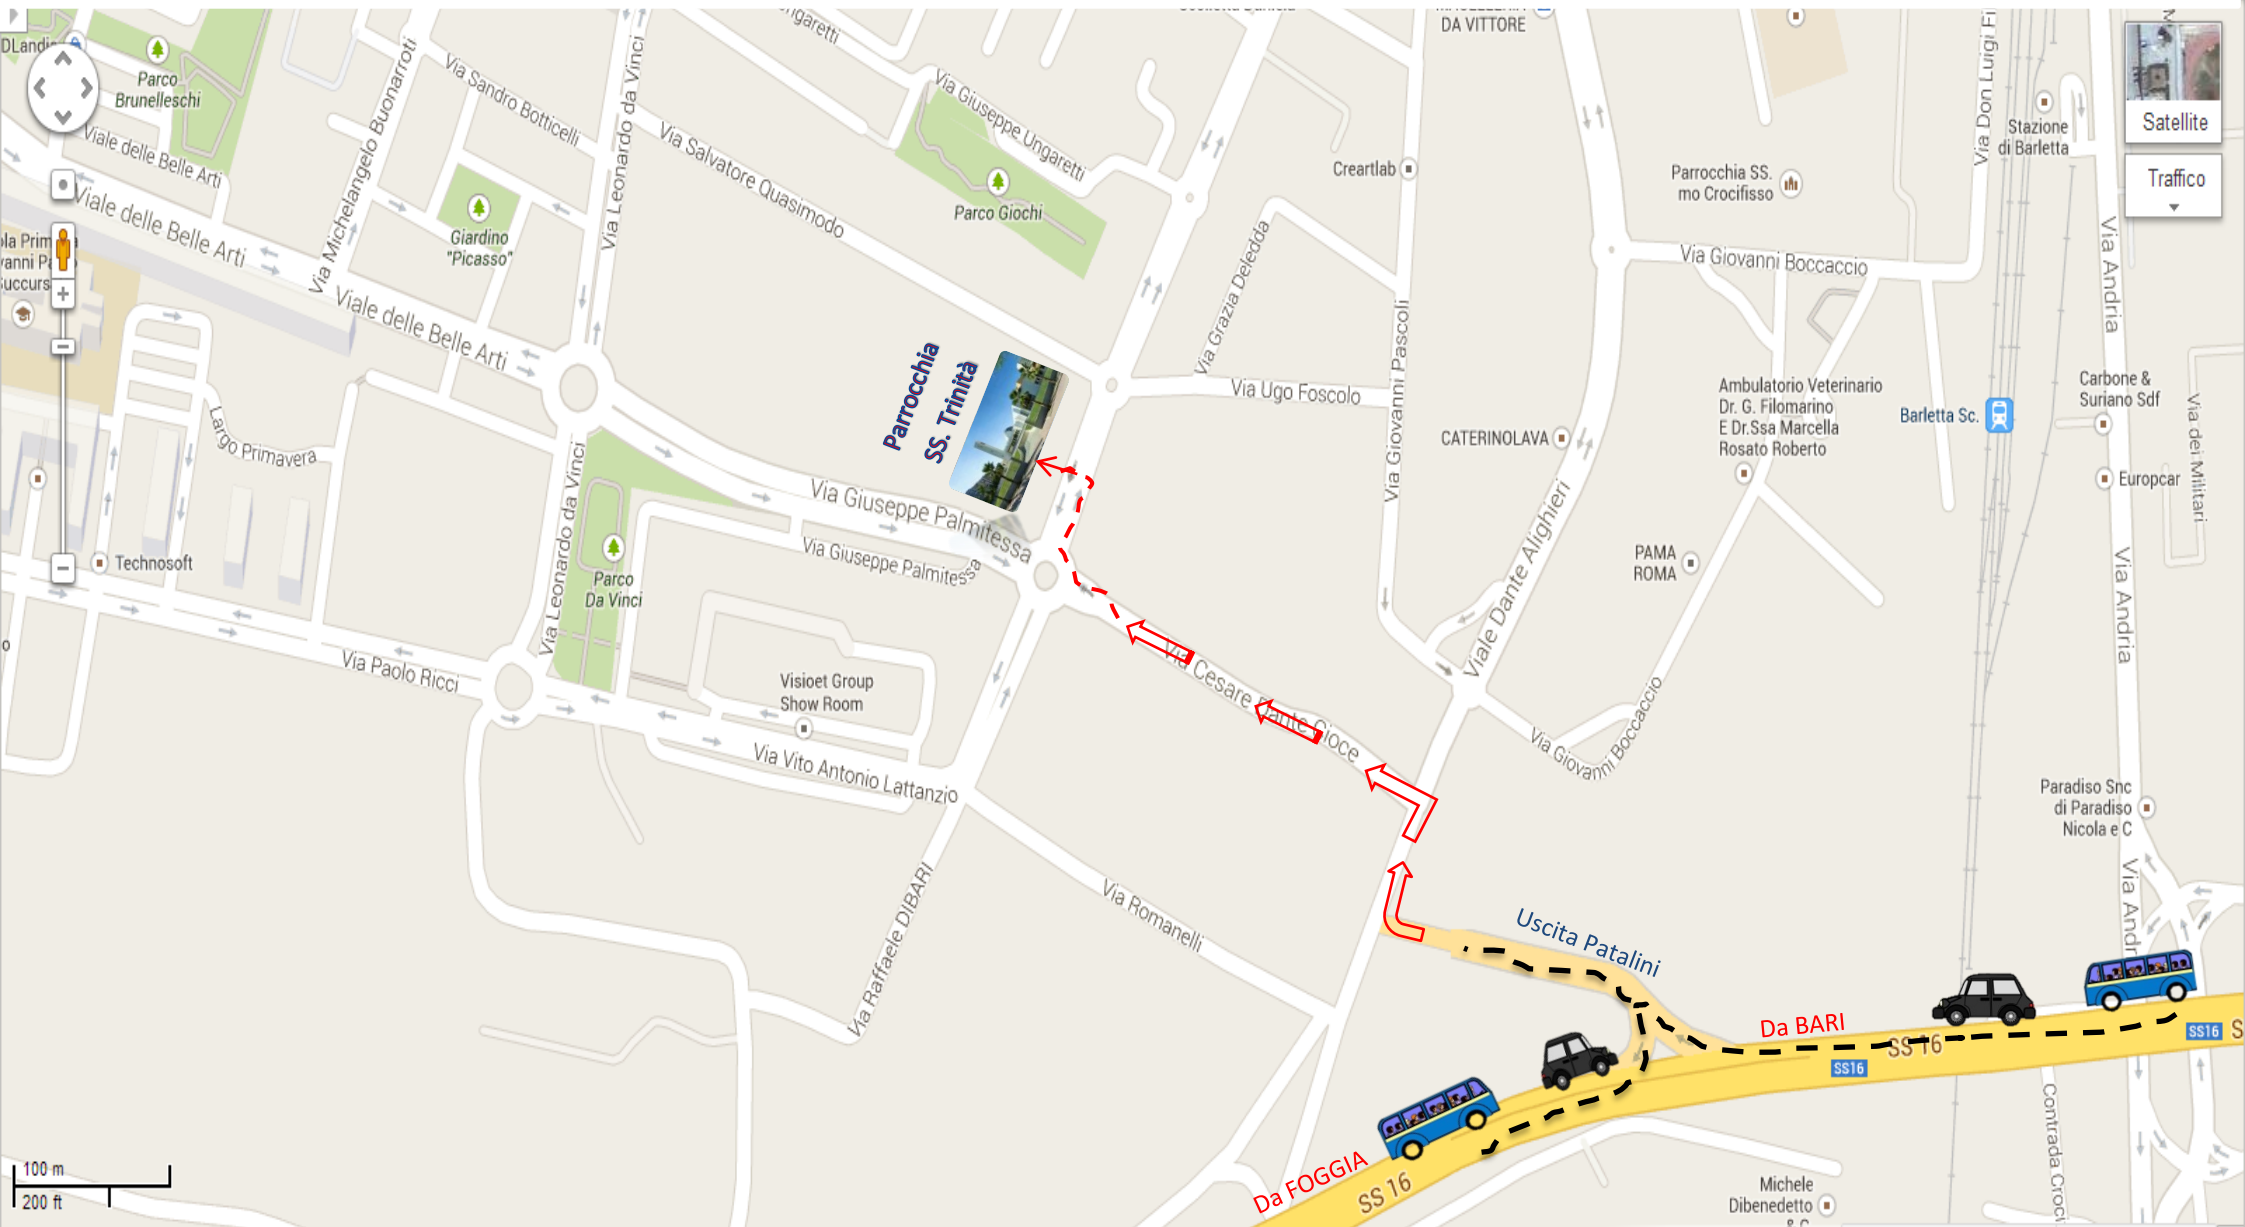 DLandia
Parco
Brunelleschi
Viale delle Belle Arti
Via Michelangelo Buonarroti
Via Sandro Botticelli
Via Leonardo da Vinci
Ungaretti
Via Giuseppe Ungaretti
DA VITTORE
Via Don Luigi Fi
Stazione
di Barletta
Satellite
Traffico
Via Salvatore Quasimodo
Parco Giochi
Creartlab
Parrocchia SS.
mo Crocifisso
Giardino
"Picasso"
Viale delle Belle Arti
Viale delle Belle Arti
Via Grazia Deledda
Via Giovanni Boccaccio
Via Andria
Via Giovanni Pascoli
Via Ugo Foscolo
Parrocchia
SS. Trinità
CATERINOLAVA
Ambulatorio Veterinario
Dr. G. Filomarino
E Dr.Ssa Marcella
Rosato Roberto
Barletta Sc.
Carbone &
Suriano Sdf
Europcar
Via dei Militari
Largo Primavera
Via Leonardo da Vinci
Via Giuseppe Palmitessa
Via Giuseppe Palmitessa
Technosoft
Parco
Da Vinci
PAMA
ROMA
Viale Dante Alighieri
Via Andria
Via Paolo Ricci
Visioet Group
Show Room
Via Cesare Dante Cioce
Via Giovanni Boccaccio
Via Vito Antonio Lattanzio
Paradiso Snc
di Paradiso
Nicola e C
Via Raffaele DIBARI
Via Romanelli
Via Andr
Uscita Patalini
Da BARI
SS 16
SS16
SS16
S
Da FOGGIA
SS 16
Contrada Croci
Michele
Dibenedetto
& C
100 m
200 ft